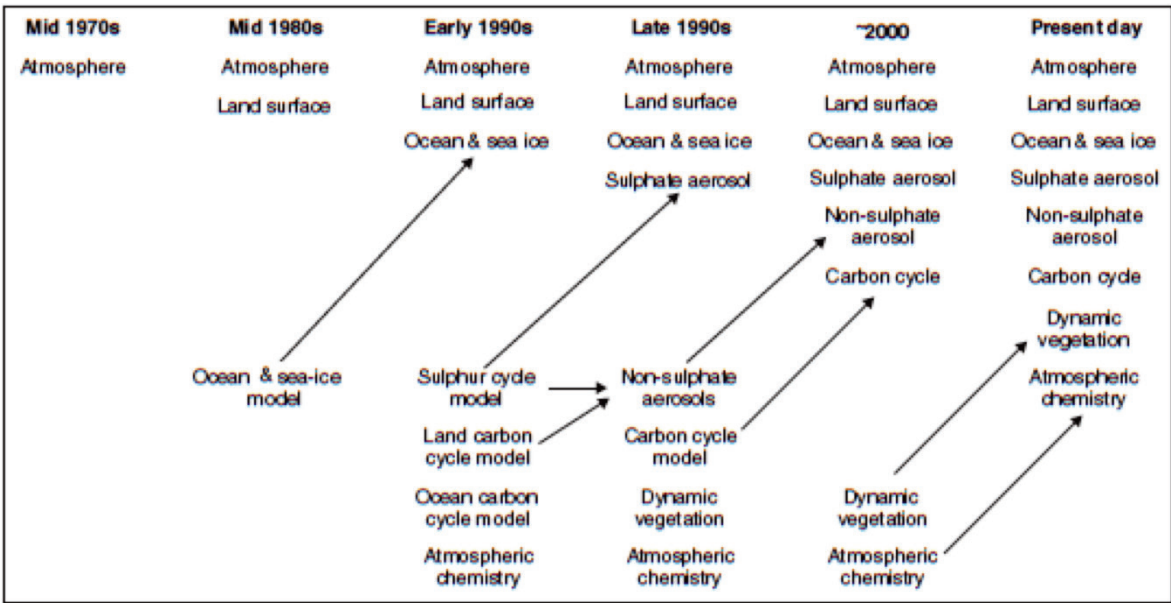 Mid 1970s
Mid 1980s
Early 1990s
Late 1990s
~2000
Present day
Atmosphere
Atmosphere
Atmosphere
Atmosphere
Atmosphere
Atmosphere
Land surface
Land surface
Land surface
Land surface
Land surface
Ocean & sea ice
Ocean & sea ice
Ocean & sea ice
Ocean & sea ice
Sulphate aerosol
Sulphate aerosol
Sulphate aerosol
Non-sulphate
aerosol
Non-sulphate
aerosol
Carbon cycle
Carbon cycle
Dynamic
vegetation
Ocean & sea-ice
model
Sulphur cycle
model
Non-sulphate
aerosols
Atmospheric
chemistry
Land carbon
cycle model
Carbon cycle
model
Ocean carbon
cycle model
Dynamic
vegetation
Dynamic
vegetation
Atmospheric
chemistry
Atmospheric
chemistry
Atmospheric
chemistry